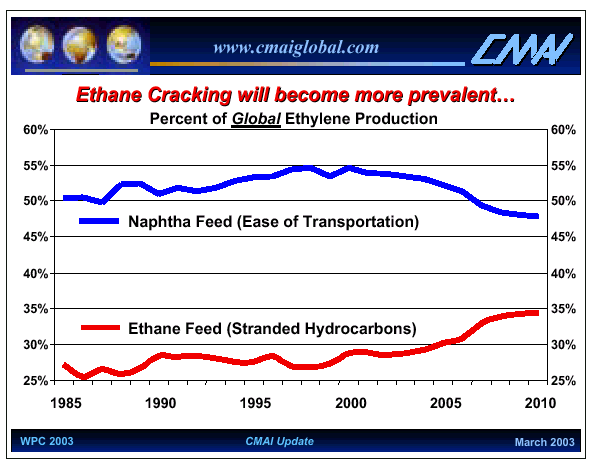 www.cmaiglobal.com
CMAI
Ethane Cracking will become more prevalent…
Percent of Global Ethylene Production
60% 60%
55% 55%
50% 50%
Naphtha Feed (Ease of Transportation)
45% 45%
40% 40%
35% 35%
Ethane Feed (Stranded Hydrocarbons)
30% 30%
25% 25%
1985 1990 1995 2000 2005 2010
WPC 2003 CMAI Update March 2003